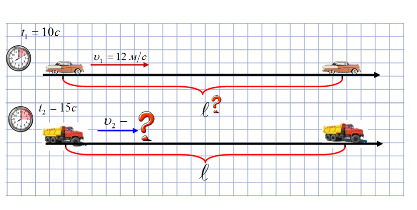 t₁ = 10c
υ₁ = 12 м/с
ℓ ?
t₂ – 15c
υ₂ – ?
ℓ